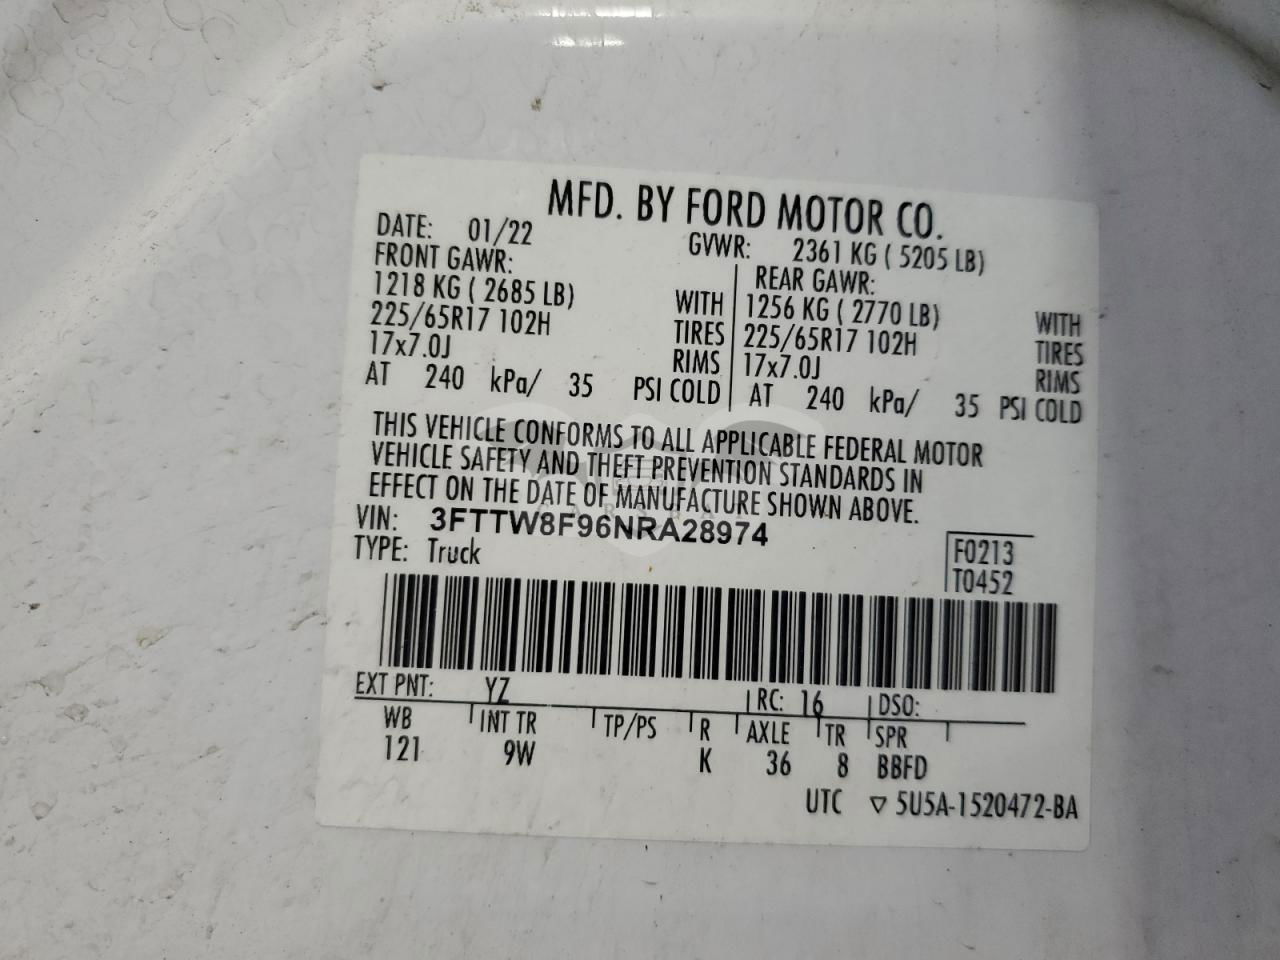 MFD. BY FORD MOTOR CO.
DATE: 01/22 GVWR: 2361 KG ( 5205 LB)
FRONT GAWR: REAR GAWR:
1218 KG ( 2685 LB) WITH 1256 KG ( 2770 LB) WITH
225/65R17 102H TIRES 225/65R17 102H TIRES
17x7.0J RIMS 17x7.0J RIMS
AT 240 kPa/ 35 PSI COLD AT 240 kPa/ 35 PSI COLD
THIS VEHICLE CONFORMS TO ALL APPLICABLE FEDERAL MOTOR
VEHICLE SAFETY AND THEFT PREVENTION STANDARDS IN
EFFECT ON THE DATE OF MANUFACTURE SHOWN ABOVE.
VIN: 3FTTW8F96NRA28974
TYPE: Truck
F0213
T0452
EXT PNT: YZ RC: 16 DSO:
WB INT TR TP/PS R AXLE TR SPR
121 9W K 36 8 BBFD
UTC ▽ 5U5A-1520472-BA